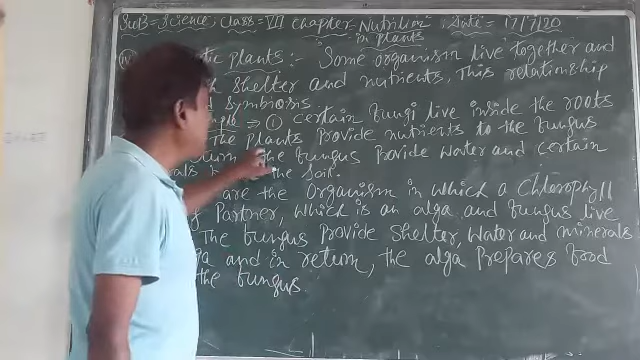 SUB = Science, Class = VII chapter Nutrition Date = 17/7/20
in plants
plants :- Some organism live together and
shelter and nutrients, This relationship
Symbiosis.
⇒ ① Certain fungi live inside the roots
The plants Provide nutrients to the fungus
the fungus Provide water and certain
the soil.
are the Organism in which a Chlorophyll
Partner, which is an alga and fungus live
The fungus Provide Shelter, Water and minerals
and in return, the alga Prepares food
the fungus.